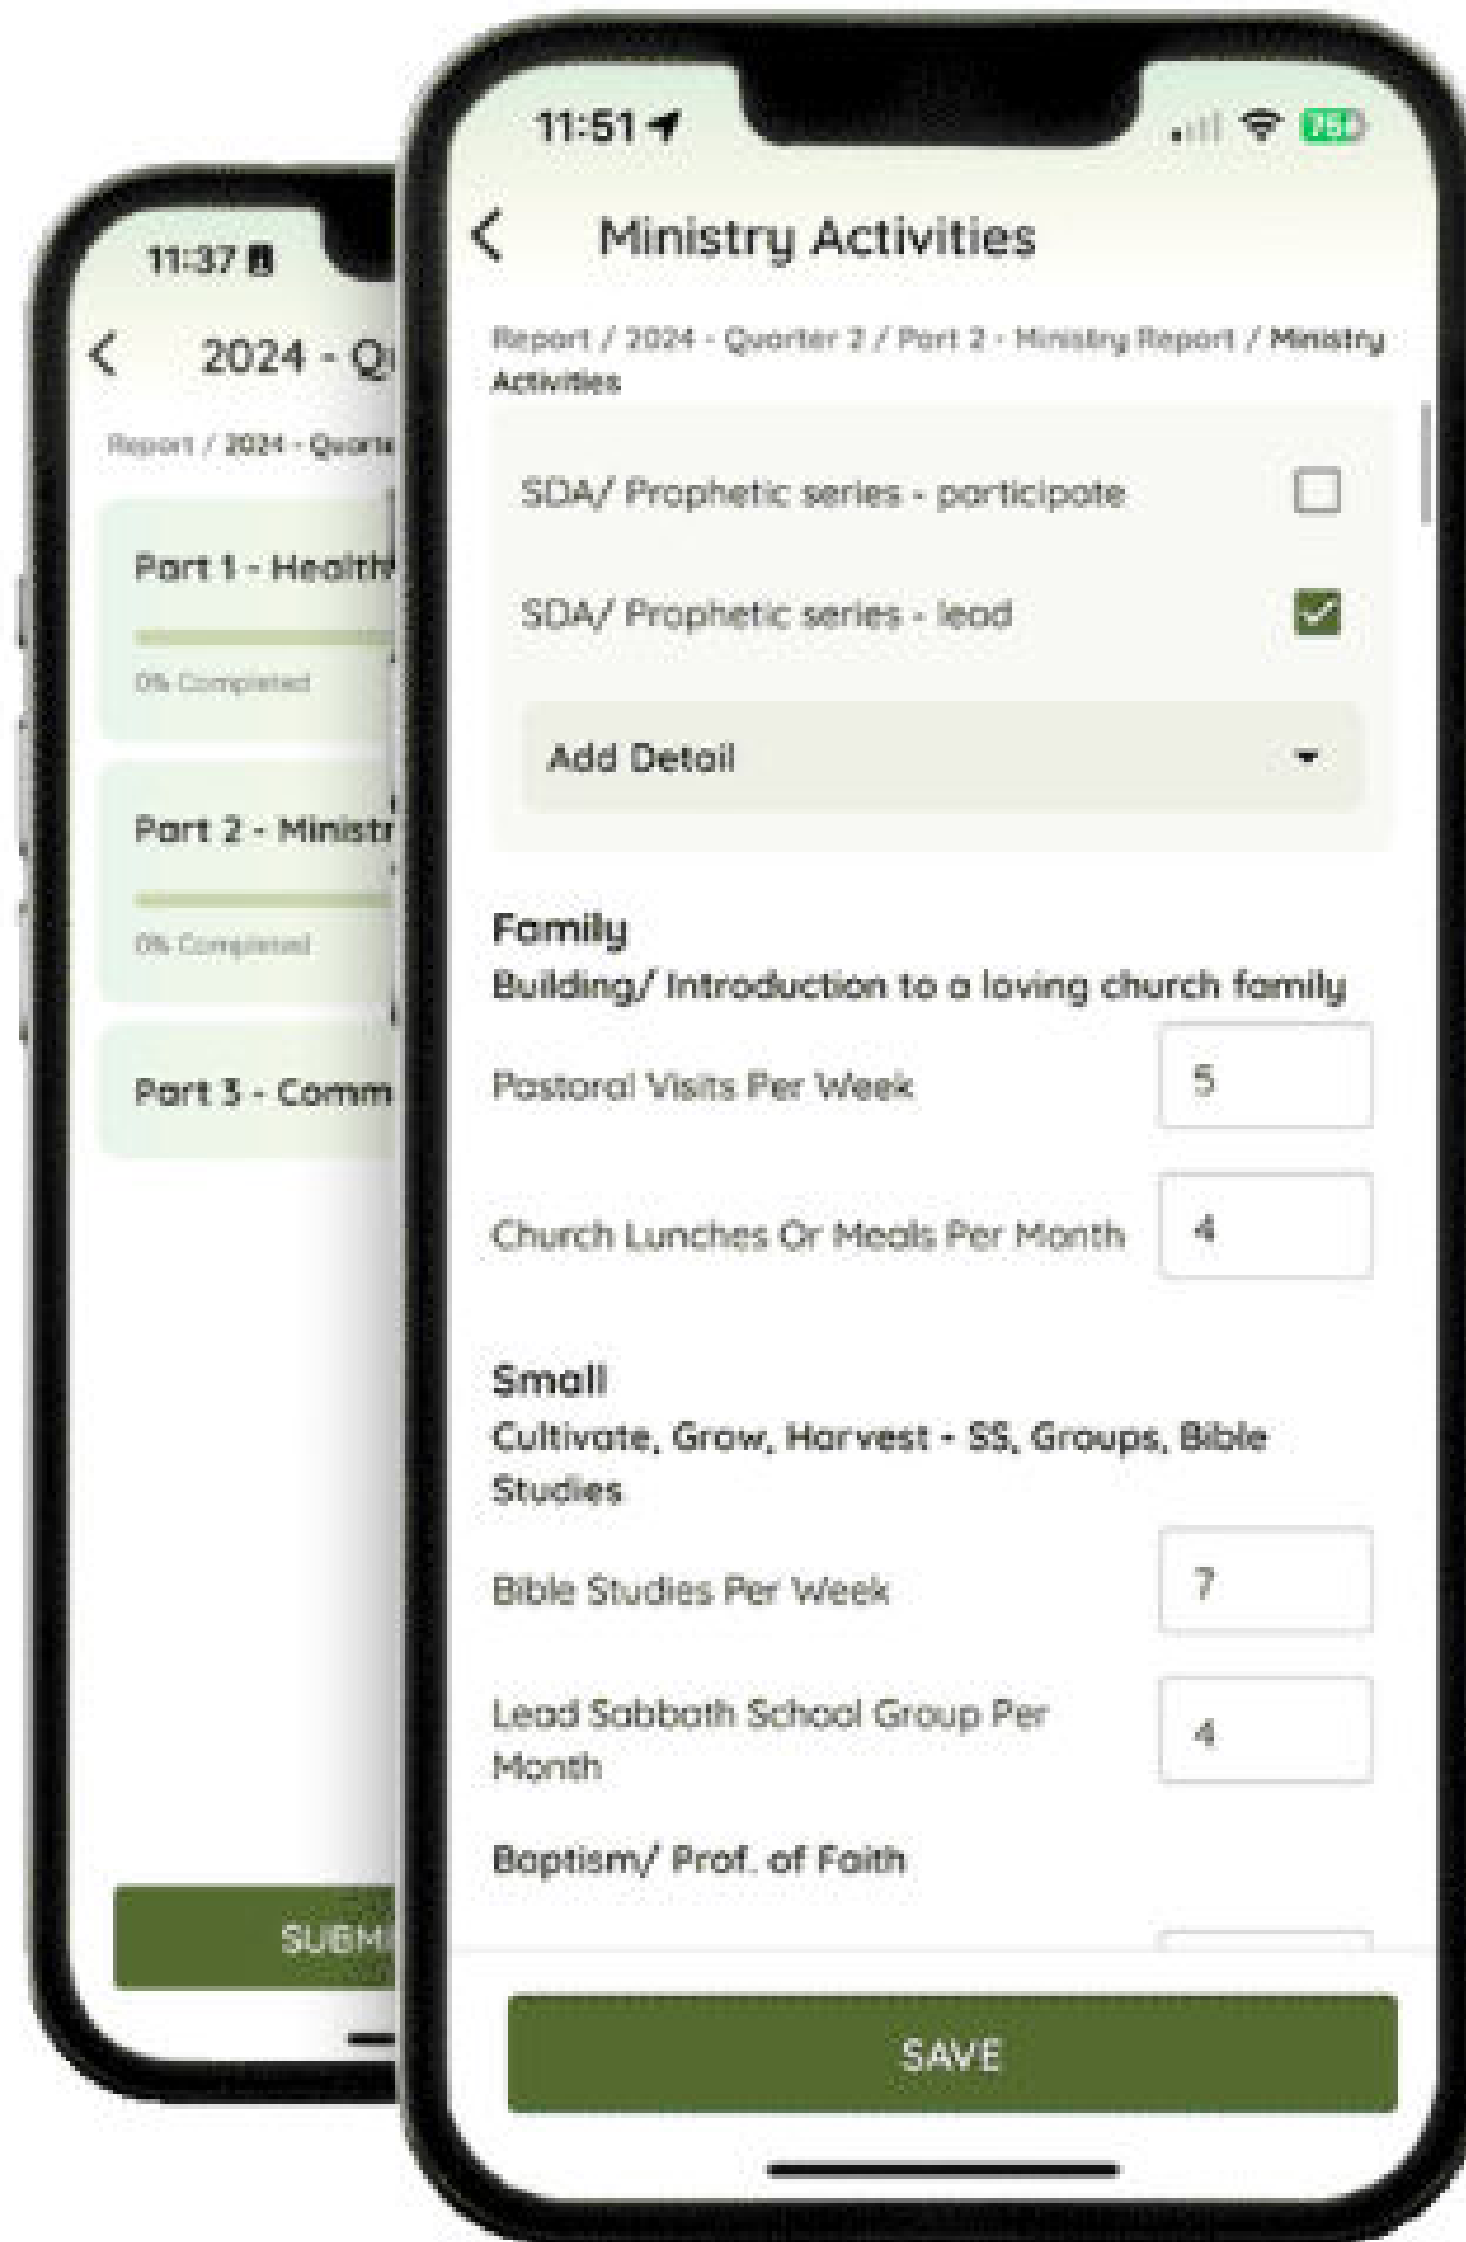 11:37
2024 - Qu
Report / 2024 - Quarte
Part 1 - Health
0% Completed
Part 2 - Ministr
0% Completed
Part 3 - Comm
SUBMI
11:51
Ministry Activities
Report / 2024 - Quarter 2 / Part 2 - Ministry Report / Ministry
Activities
SDA/ Prophetic series - participate
SDA/ Prophetic series - lead
Add Detail
Family
Building/ Introduction to a loving church family
Pastoral Visits Per Week 5
Church Lunches Or Meals Per Month 4
Small
Cultivate, Grow, Harvest - SS, Groups, Bible
Studies
Bible Studies Per Week 7
Lead Sabbath School Group Per
Month 4
Baptism/ Prof. of Faith
SAVE